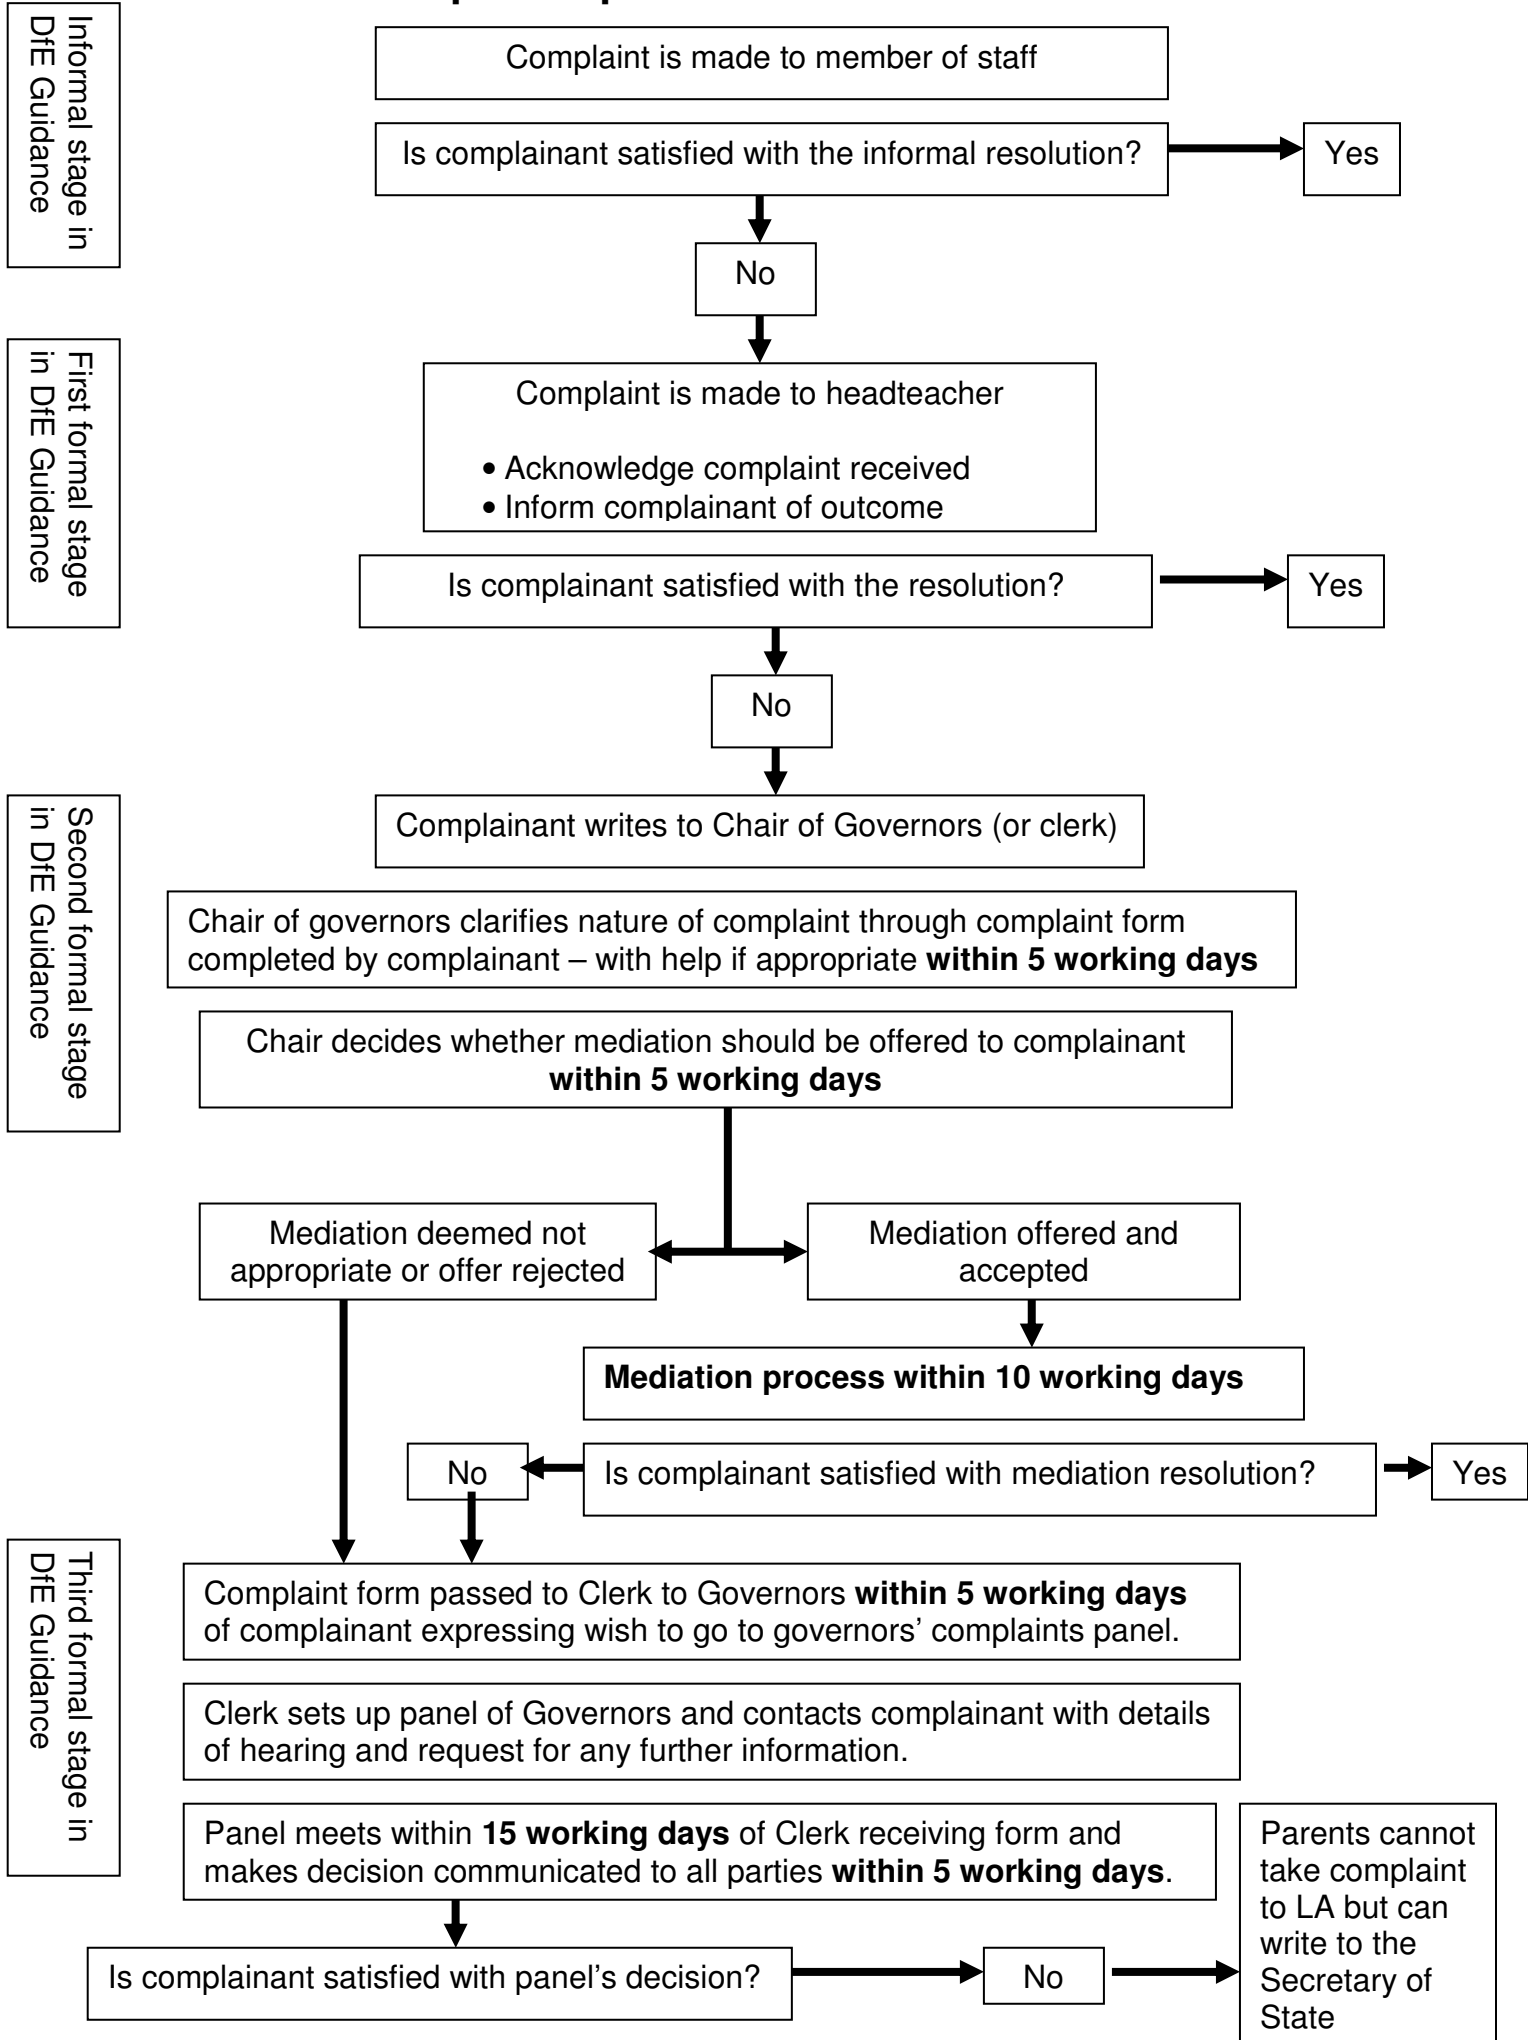 Informal stage in
DfE Guidance
Complaint is made to member of staff
Is complainant satisfied with the informal resolution?
Yes
No
First formal stage
in DfE Guidance
Complaint is made to headteacher
• Acknowledge complaint received
• Inform complainant of outcome
Is complainant satisfied with the resolution?
Yes
No
Second formal stage
in DfE Guidance
Complainant writes to Chair of Governors (or clerk)
Chair of governors clarifies nature of complaint through complaint form
completed by complainant – with help if appropriate within 5 working days
Chair decides whether mediation should be offered to complainant
within 5 working days
Mediation deemed not
appropriate or offer rejected
Mediation offered and
accepted
Mediation process within 10 working days
No
Is complainant satisfied with mediation resolution?
Yes
Third formal stage in
DfE Guidance
Complaint form passed to Clerk to Governors within 5 working days
of complainant expressing wish to go to governors’ complaints panel.
Clerk sets up panel of Governors and contacts complainant with details
of hearing and request for any further information.
Panel meets within 15 working days of Clerk receiving form and
makes decision communicated to all parties within 5 working days.
Is complainant satisfied with panel’s decision?
No
Parents cannot
take complaint
to LA but can
write to the
Secretary of
State